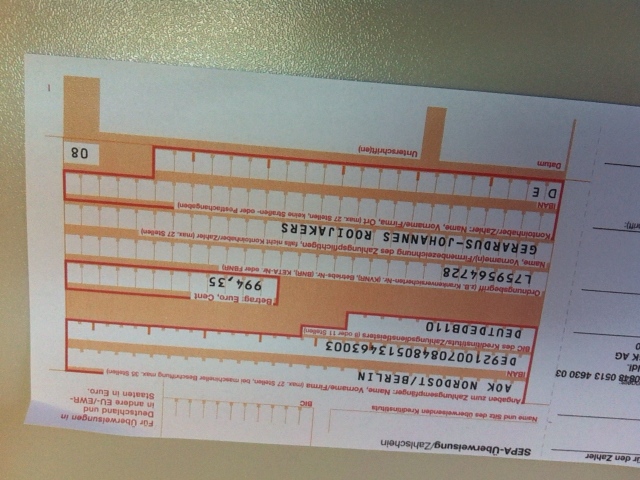 SEPA-Überweisung/Zahlschein
Für Überweisungen in
Deutschland und
in andere EU-/EWR-
Staaten in Euro.
Name und Sitz des überweisenden Kreditinstituts
BIC
Angaben zum Zahlungsempfänger: Name, Vorname/Firma (max. 27 Stellen, bei maschineller Beschriftung max. 35 Stellen)
AOK NORDOST/BERLIN
IBAN
DE92100708480513463003
BIC des Kreditinstituts/Zahlungsdienstleisters (8 oder 11 Stellen)
DEUTDEDB110
Betrag: Euro, Cent
994,35
Ordnungsbegriff (z.B. Krankenversicherten-Nr. (KVNR), Betriebs-Nr. (BNR), KETA-Nr. oder FBNR)
L759564728
Name, Vorname(n)/Firmenbezeichnung des Zahlungspflichtigen, falls nicht Kontoinhaber/Zahler (max. 27 Stellen)
GERARDUS-JOHANNES ROOIJAKERS
Kontoinhaber/Zahler: Name, Vorname/Firma, Ort (max. 27 Stellen, keine Straßen- oder Postfachangaben)
IBAN
DE
08
Datum
Unterschrift(en)
I
ür den Zahler
0848 0513 4630 03
dl.
K AG
0